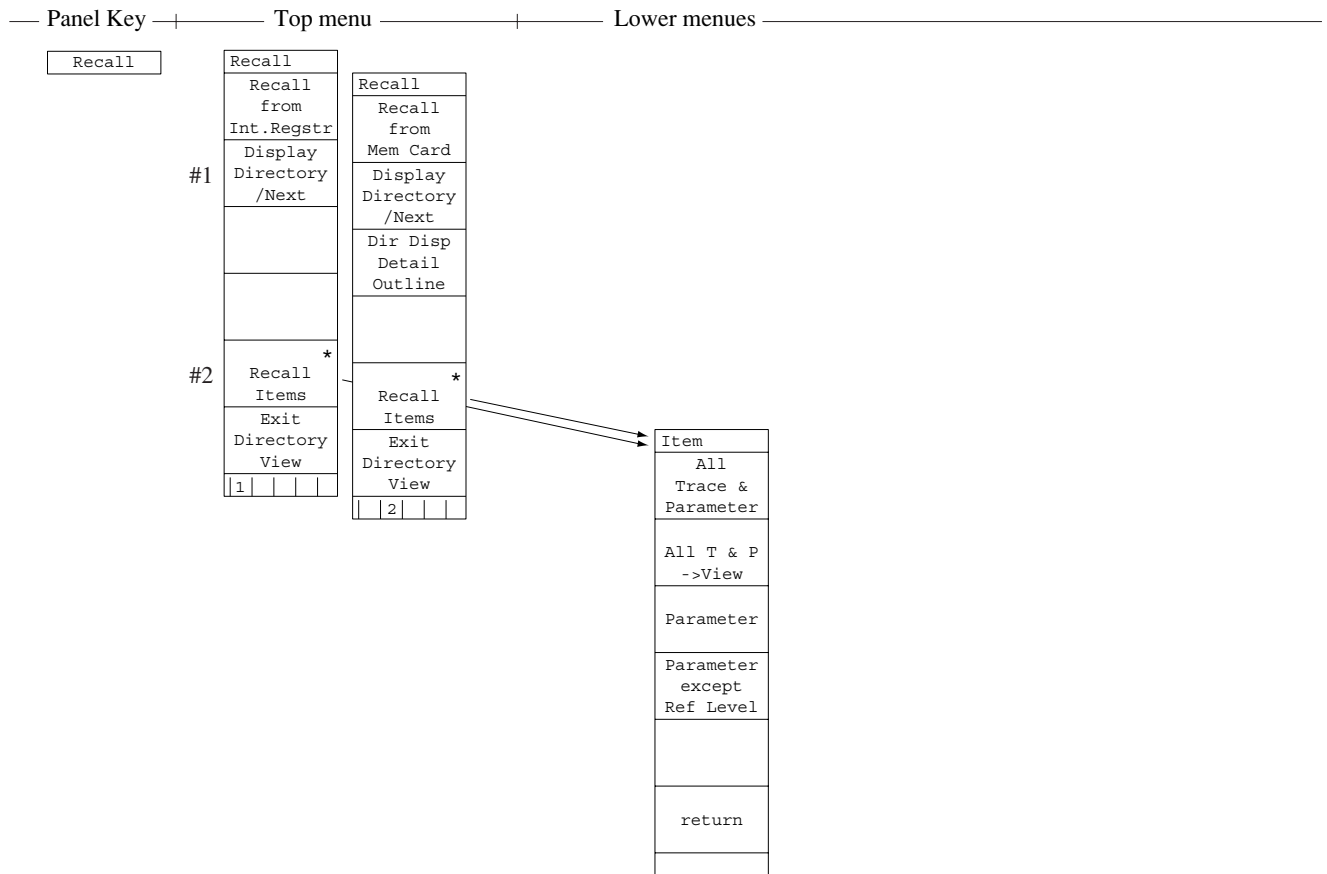 Panel Key
Top menu
Lower menues
Recall
Recall
Recall
from
Int.Regstr
#1
Display
Directory
/Next
#2
*
Recall
Items
Exit
Directory
View
1
Recall
Recall
from
Mem Card
Display
Directory
/Next
Dir Disp
Detail
Outline
*
Recall
Items
Exit
Directory
View
2
Item
All
Trace &
Parameter
All T & P
->View
Parameter
Parameter
except
Ref Level
return